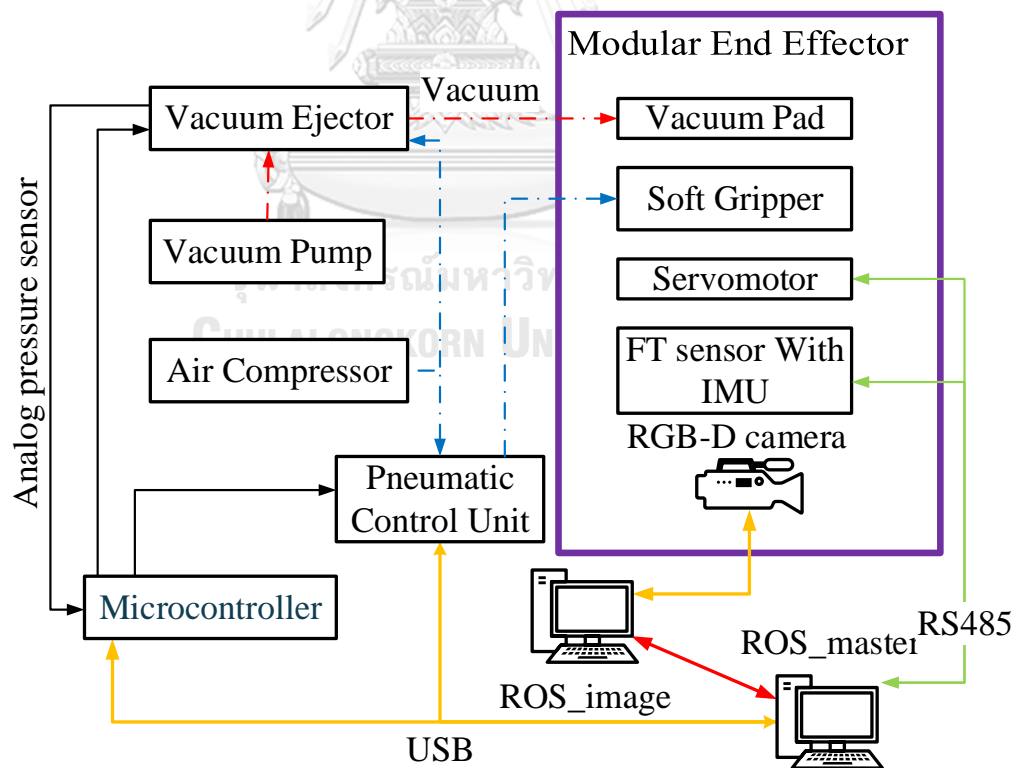 Modular End Effector
Vacuum
Vacuum Ejector
Vacuum Pad
Soft Gripper
Vacuum Pump
Servomotor
Analog pressure sensor
Air Compressor
FT sensor With
IMU
RGB-D camera
Pneumatic
Control Unit
Microcontroller
RS485
ROS_master
ROS_image
USB